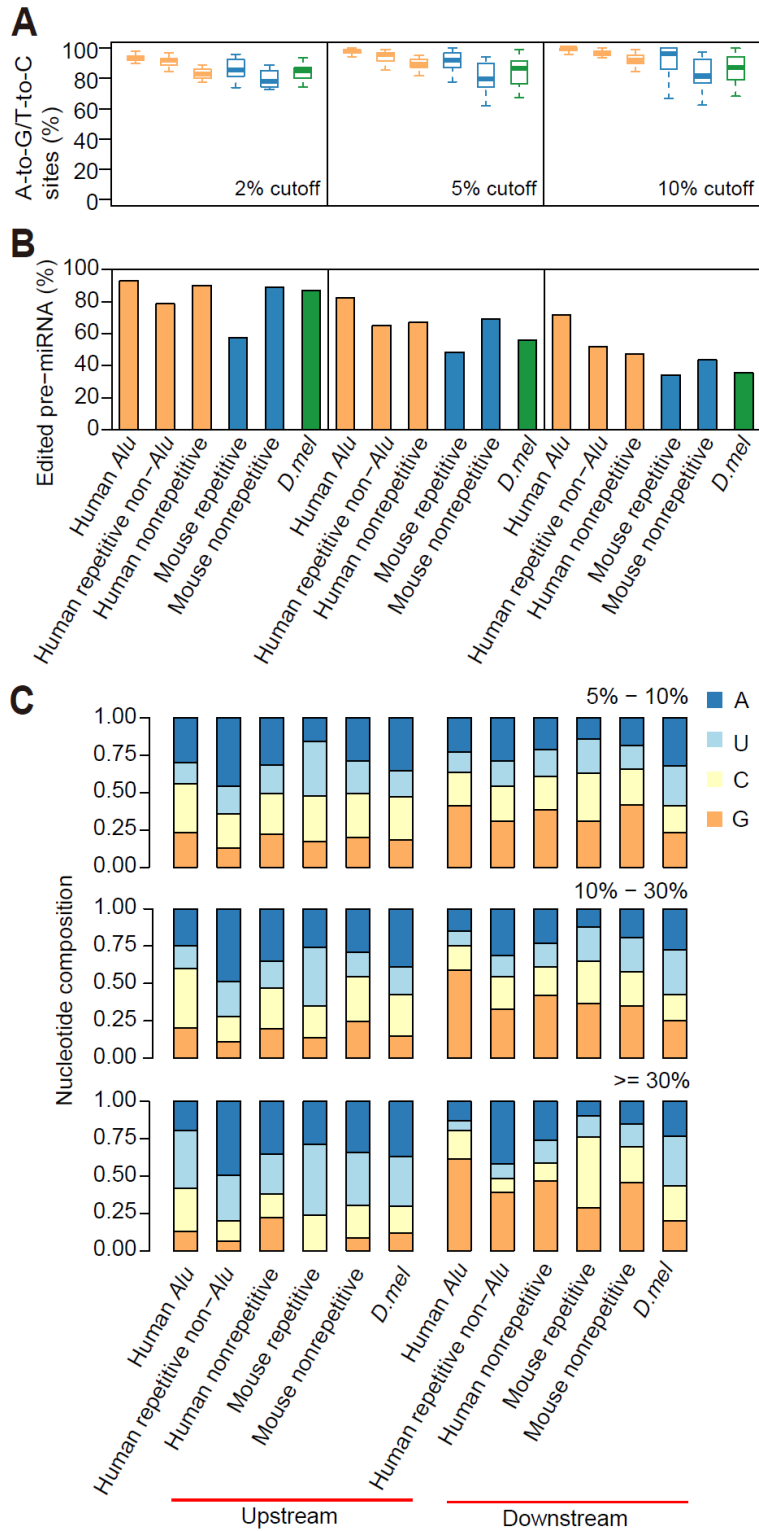 A
A-to-G/T-to-C
sites (%)
100
80
60
40
20
0
2% cutoff
5% cutoff
10% cutoff
B
Edited pre-miRNA (%)
100
80
60
40
20
0
Human Alu
Human repetitive non-Alu
Human nonrepetitive
Mouse repetitive
Mouse nonrepetitive
D.mel
Human Alu
Human repetitive non-Alu
Human nonrepetitive
Mouse repetitive
Mouse nonrepetitive
D.mel
Human Alu
Human repetitive non-Alu
Human nonrepetitive
Mouse repetitive
Mouse nonrepetitive
D.mel
C
Nucleotide composition
5% - 10%
A
U
C
G
1.00
0.75
0.50
0.25
0.00
10% - 30%
1.00
0.75
0.50
0.25
0.00
>= 30%
1.00
0.75
0.50
0.25
0.00
Human Alu
Human repetitive non-Alu
Human nonrepetitive
Mouse repetitive
Mouse nonrepetitive
D.mel
Human Alu
Human repetitive non-Alu
Human nonrepetitive
Mouse repetitive
Mouse nonrepetitive
D.mel
Upstream
Downstream